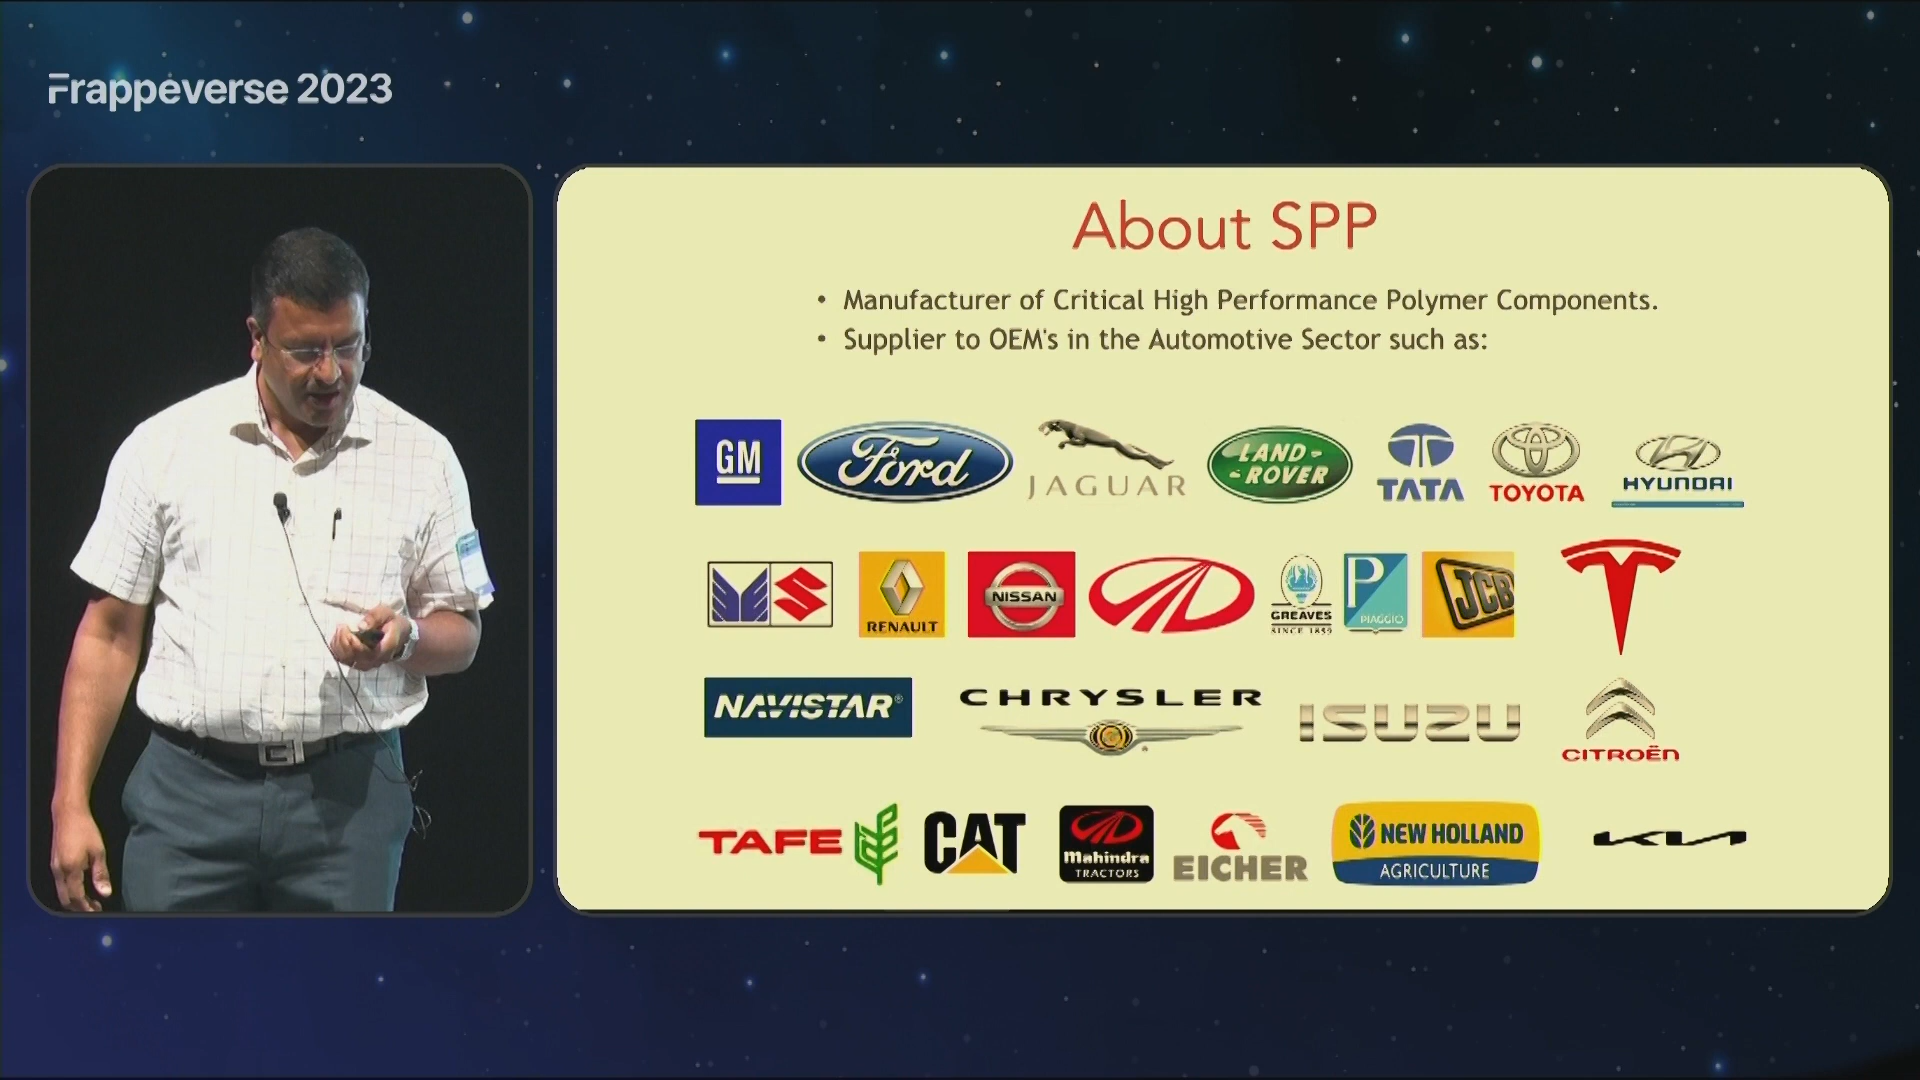 Frappeverse 2023
About SPP
• Manufacturer of Critical High Performance Polymer Components.
• Supplier to OEM's in the Automotive Sector such as:
GM
Ford
JAGUAR
LAND-
-ROVER
TATA
TOYOTA
HYUNDAI
RENAULT
NISSAN
GREAVES
SINCE 1859
P
PIAGGIO
JCB
NAVISTAR®
CHRYSLER
ISUZU
CITROËN
TAFE
CAT
Mahindra
TRACTORS
EICHER
NEW HOLLAND
AGRICULTURE
KIA